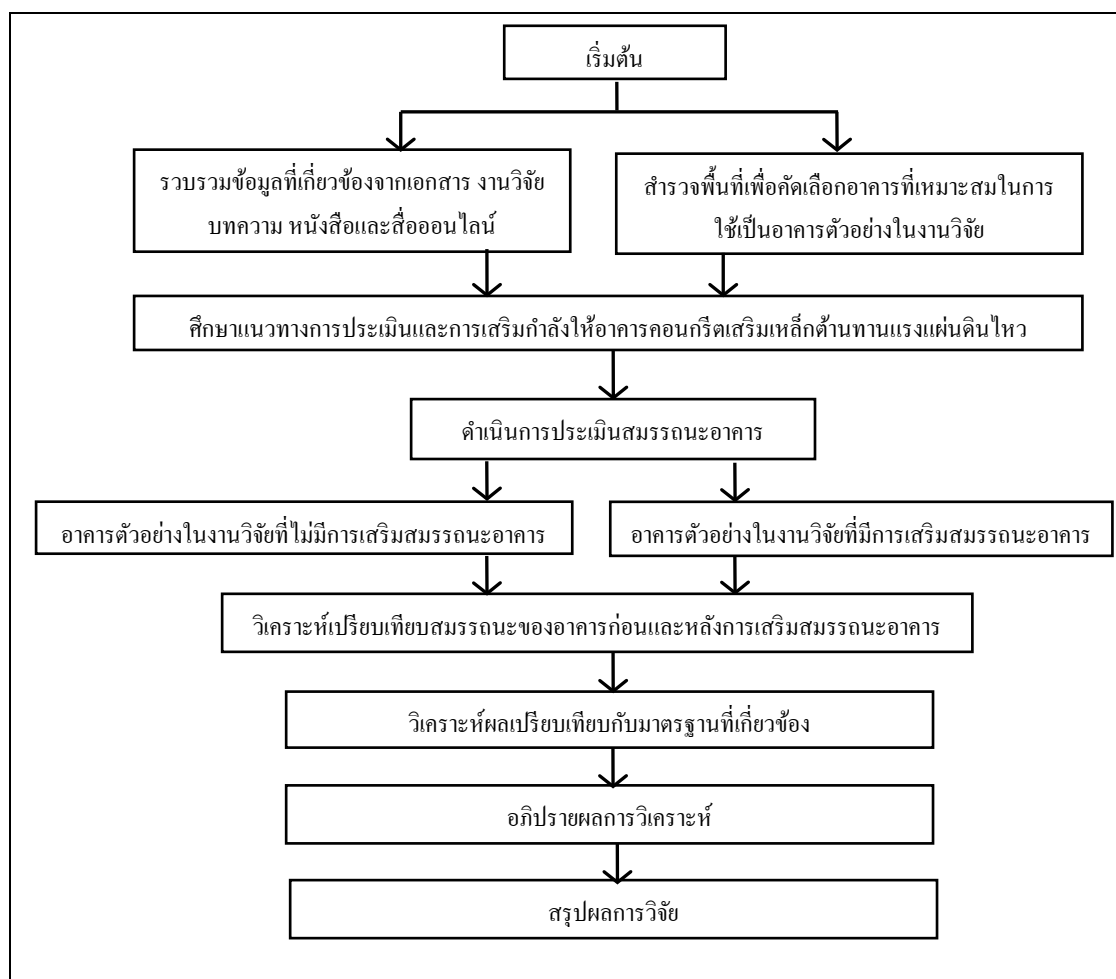 เริ่มต้น
รวบรวมข้อมูลที่เกี่ยวข้องจากเอกสาร งานวิจัย
บทความ หนังสือและสื่อออนไลน์
สำรวจพื้นที่เพื่อคัดเลือกอาคารที่เหมาะสมในการ
ใช้เป็นอาคารตัวอย่างในงานวิจัย
ศึกษาแนวทางการประเมินและการเสริมกำลังให้อาคารคอนกรีตเสริมเหล็กต้านทานแรงแผ่นดินไหว
ดำเนินการประเมินสมรรถนะอาคาร
อาคารตัวอย่างในงานวิจัยที่ไม่มีการเสริมสมรรถนะอาคาร
อาคารตัวอย่างในงานวิจัยที่มีการเสริมสมรรถนะอาคาร
วิเคราะห์เปรียบเทียบสมรรถนะของอาคารก่อนและหลังการเสริมสมรรถนะอาคาร
วิเคราะห์ผลเปรียบเทียบกับมาตรฐานที่เกี่ยวข้อง
อภิปรายผลการวิเคราะห์
สรุปผลการวิจัย